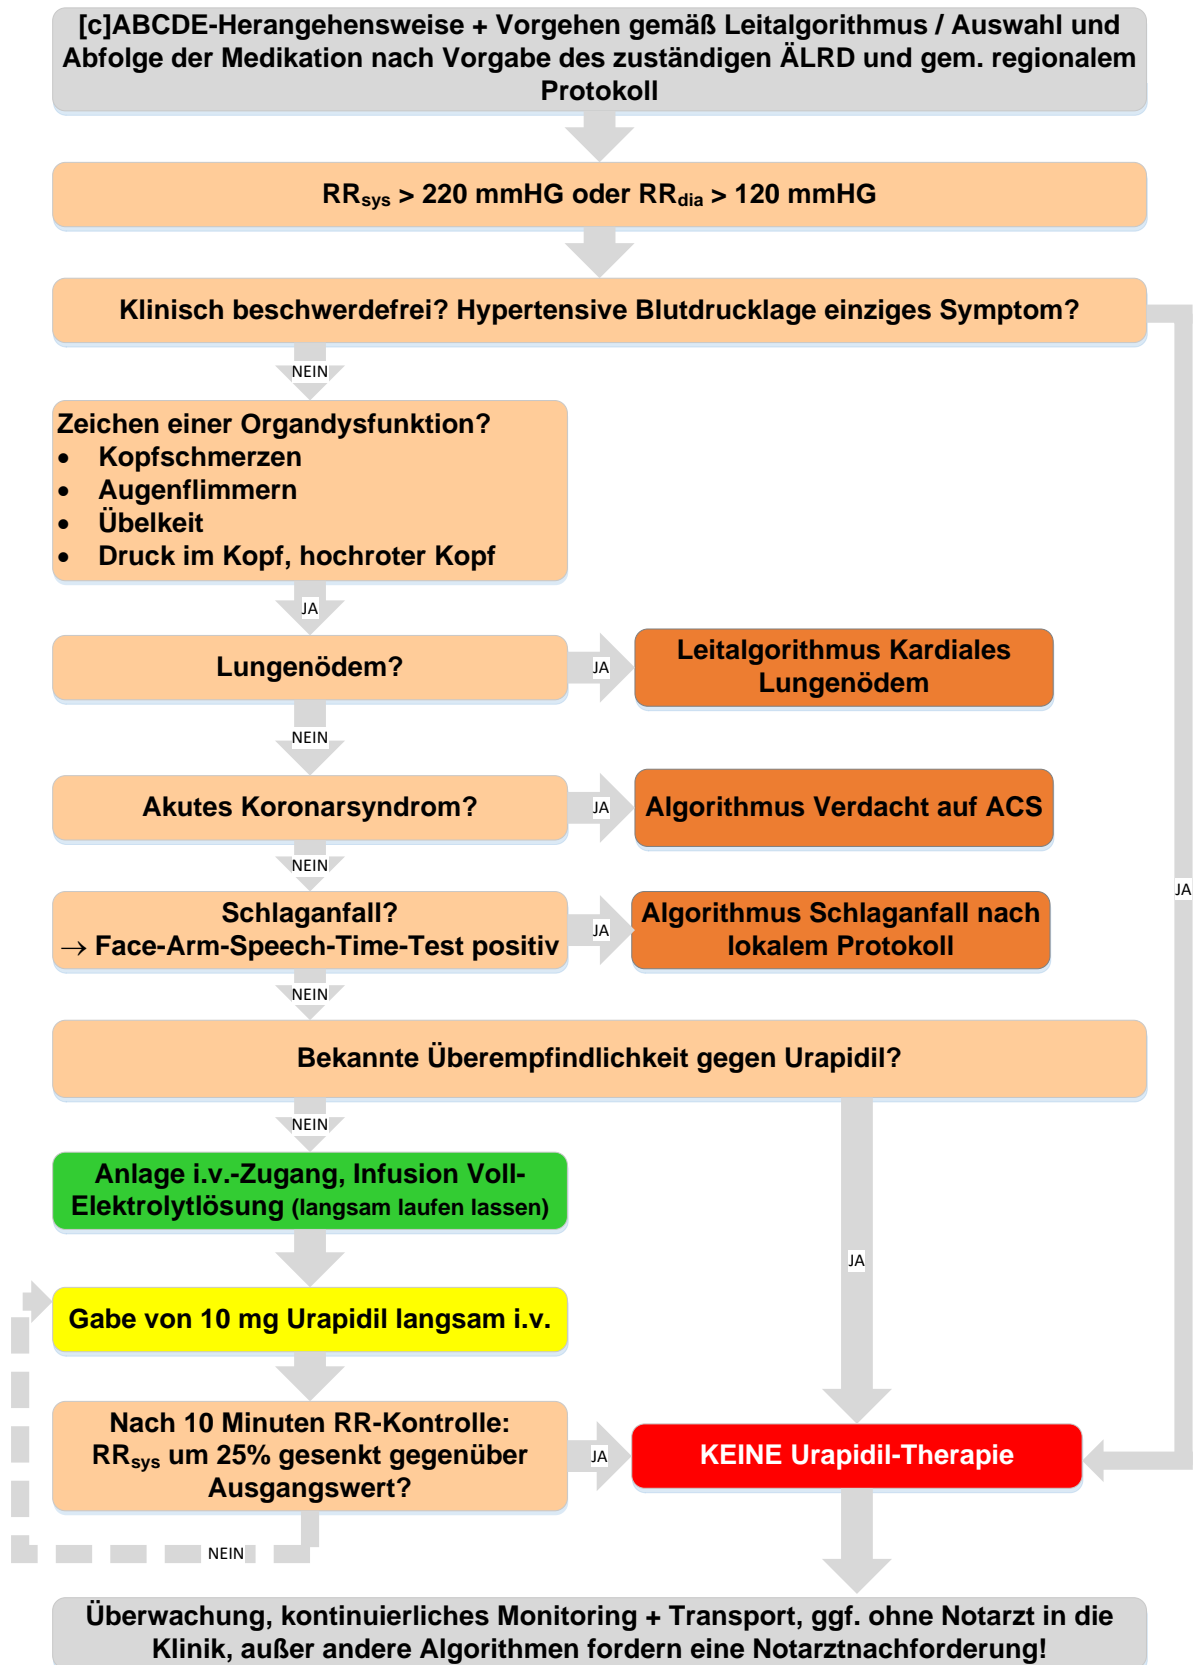 [c]ABCDE-Herangehensweise + Vorgehen gemäß Leitalgorithmus / Auswahl und
Abfolge der Medikation nach Vorgabe des zuständigen ÄLRD und gem. regionalem
Protokoll
RRsys > 220 mmHG oder RRdia > 120 mmHG
Klinisch beschwerdefrei? Hypertensive Blutdrucklage einziges Symptom?
NEIN
Zeichen einer Organdysfunktion?
• Kopfschmerzen
• Augenflimmern
• Übelkeit
• Druck im Kopf, hochroter Kopf
JA
Lungenödem?
JA
Leitalgorithmus Kardiales
Lungenödem
NEIN
Akutes Koronarsyndrom?
JA
Algorithmus Verdacht auf ACS
NEIN
JA
Schlaganfall?
→ Face-Arm-Speech-Time-Test positiv
JA
Algorithmus Schlaganfall nach
lokalem Protokoll
NEIN
Bekannte Überempfindlichkeit gegen Urapidil?
NEIN
Anlage i.v.-Zugang, Infusion Voll-
Elektrolytlösung (langsam laufen lassen)
JA
Gabe von 10 mg Urapidil langsam i.v.
Nach 10 Minuten RR-Kontrolle:
RRsys um 25% gesenkt gegenüber
Ausgangswert?
JA
KEINE Urapidil-Therapie
NEIN
Überwachung, kontinuierliches Monitoring + Transport, ggf. ohne Notarzt in die
Klinik, außer andere Algorithmen fordern eine Notarztnachforderung!